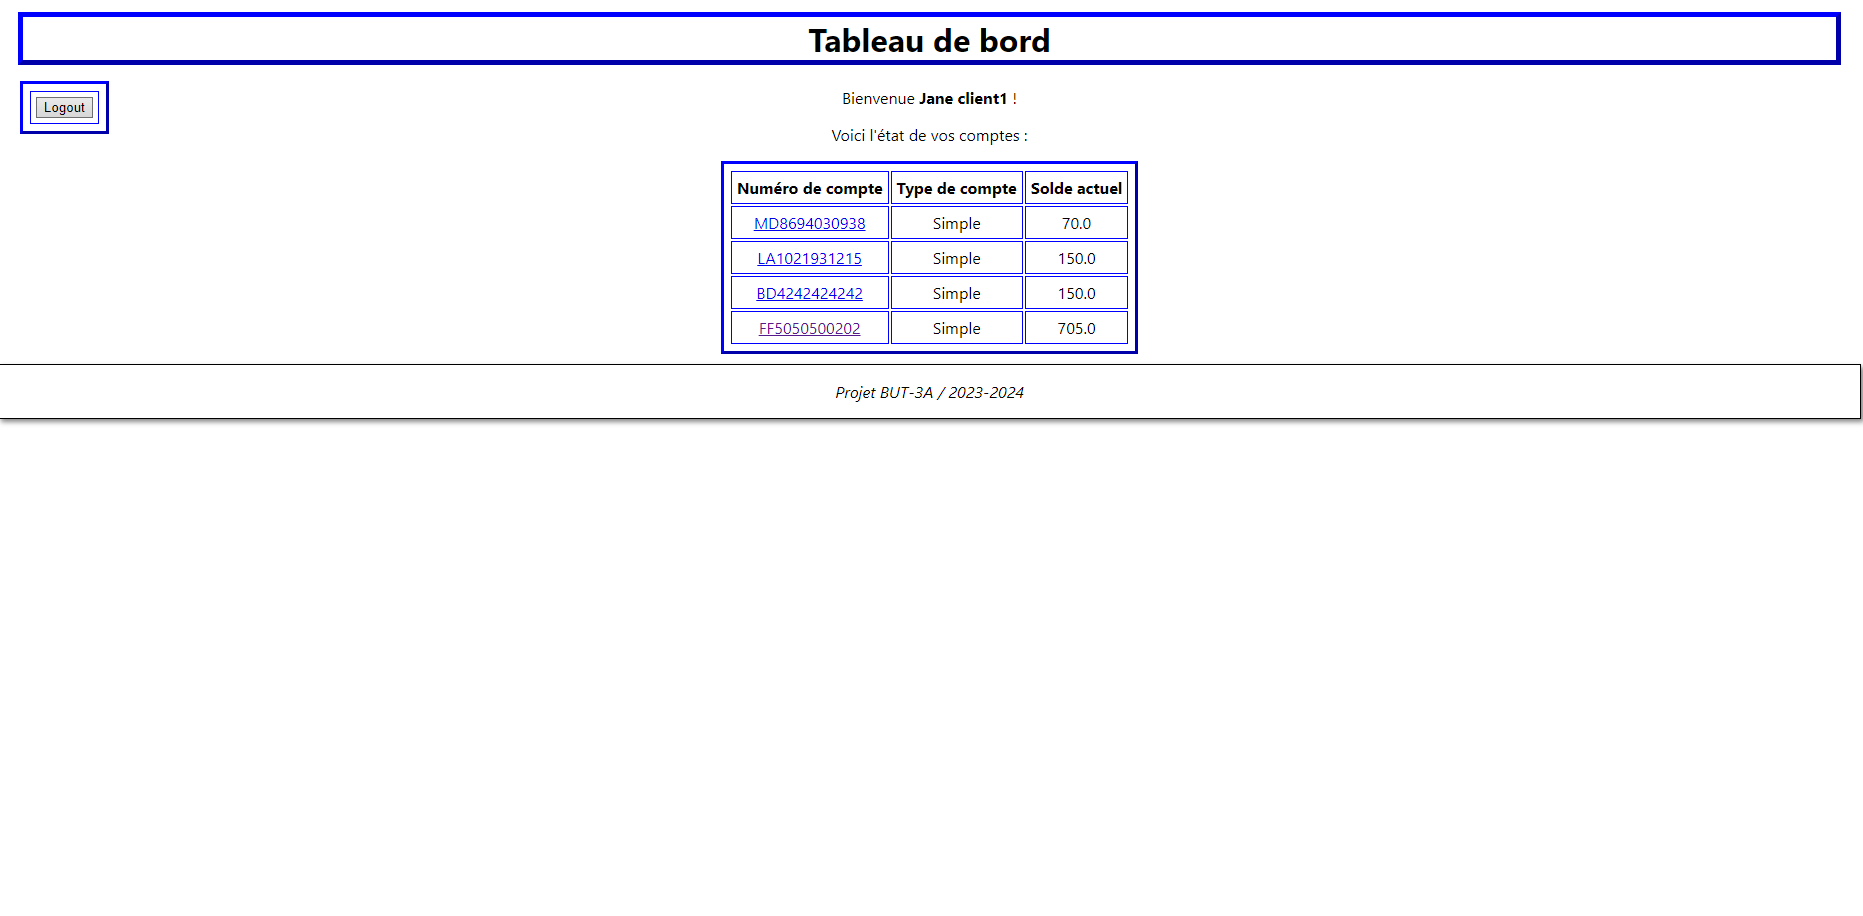 Tableau de bord
Logout
Bienvenue Jane client1 !
Voici l'état de vos comptes :
Numéro de compte Type de compte Solde actuel
MD8694030938 Simple 70.0
LA1021931215 Simple 150.0
BD4242424242 Simple 150.0
FF5050500202 Simple 705.0
Projet BUT-3A / 2023-2024